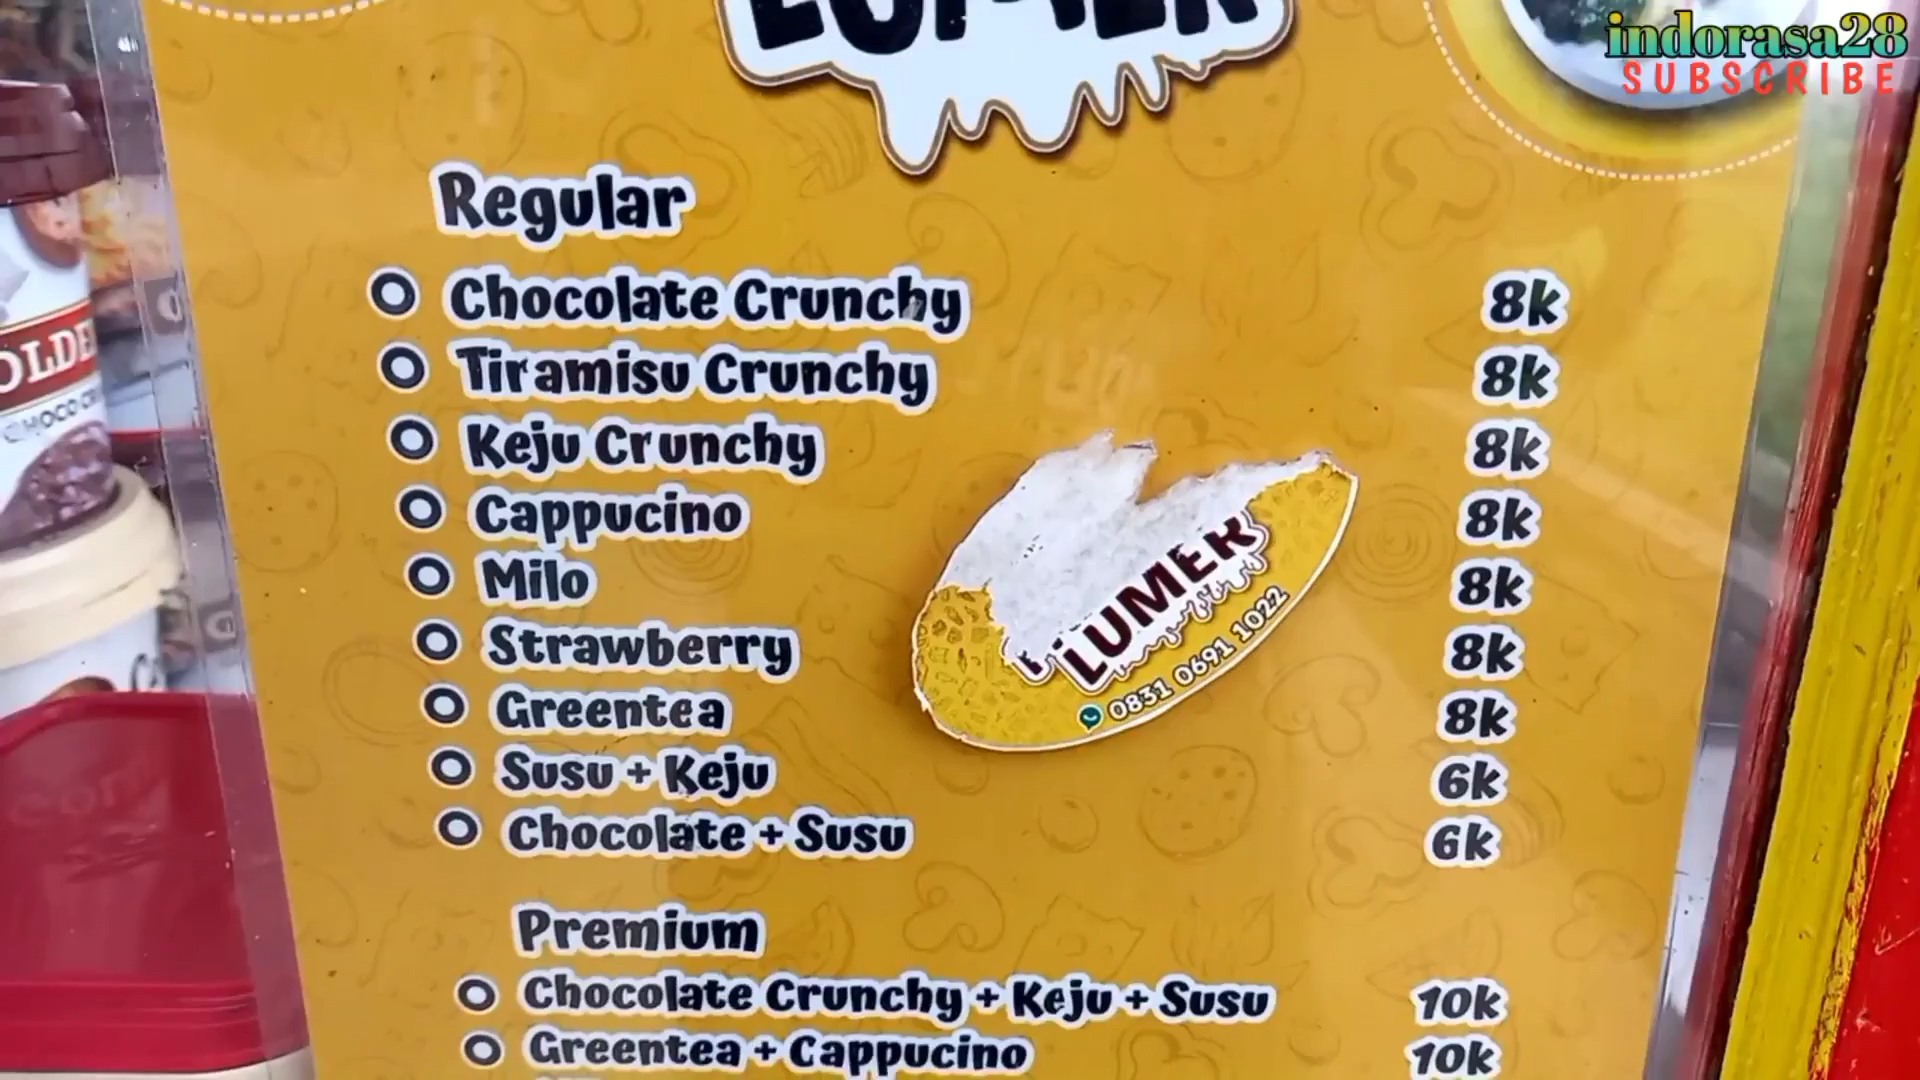 indorasa28
SUBSCRIBE
Regular
Chocolate Crunchy 8k
Tiramisu Crunchy 8k
Keju Crunchy 8k
Cappucino 8k
Milo 8k
Strawberry 8k
Greentea 8k
Susu + Keju 6k
Chocolate + Susu 6k
LUMER
0831 0691 1022
Premium
Chocolate Crunchy + Keju + Susu 10k
Greentea + Cappucino 10k